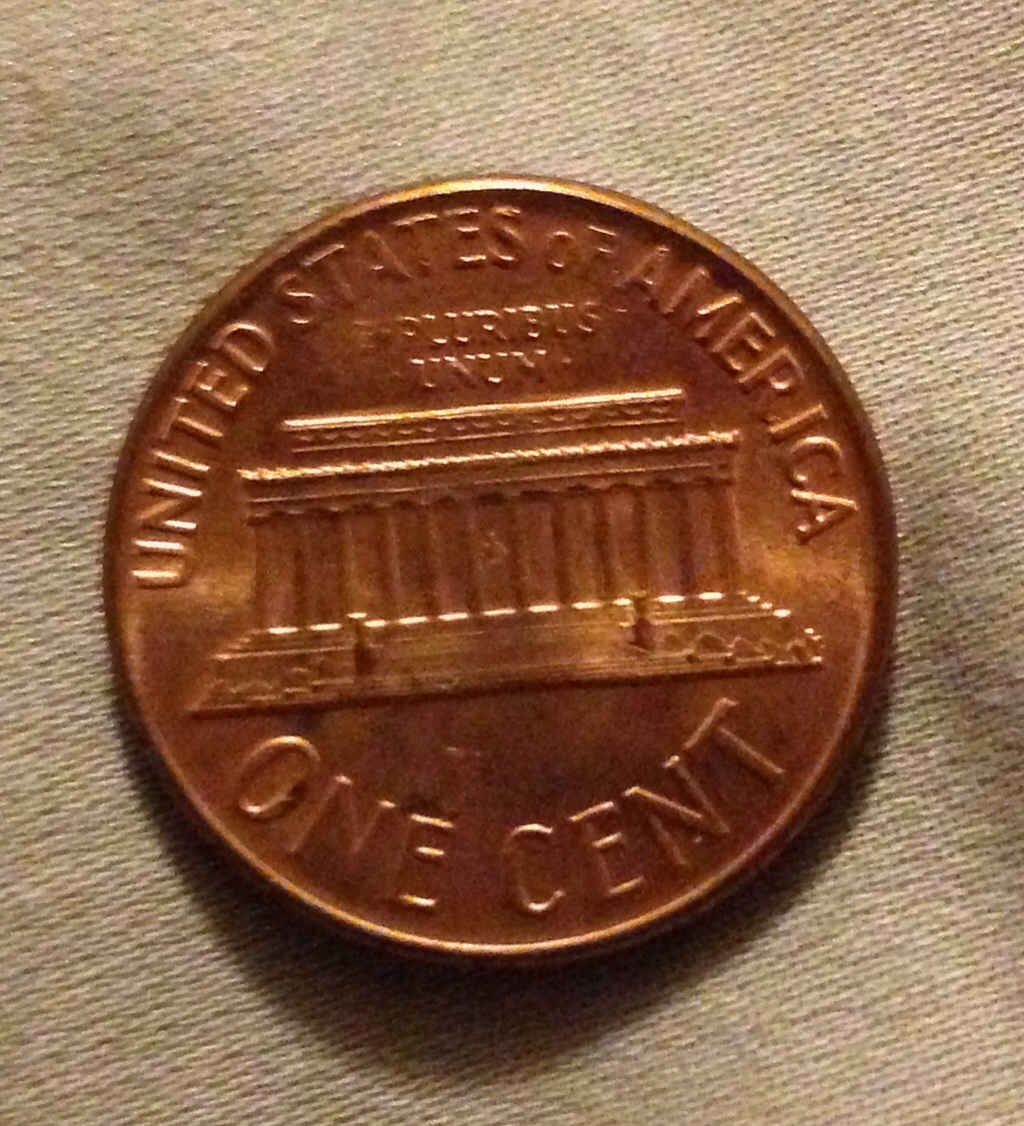 UNITED STATES OF AMERICA
E PLURIBUS
UNUM
ONE CENT